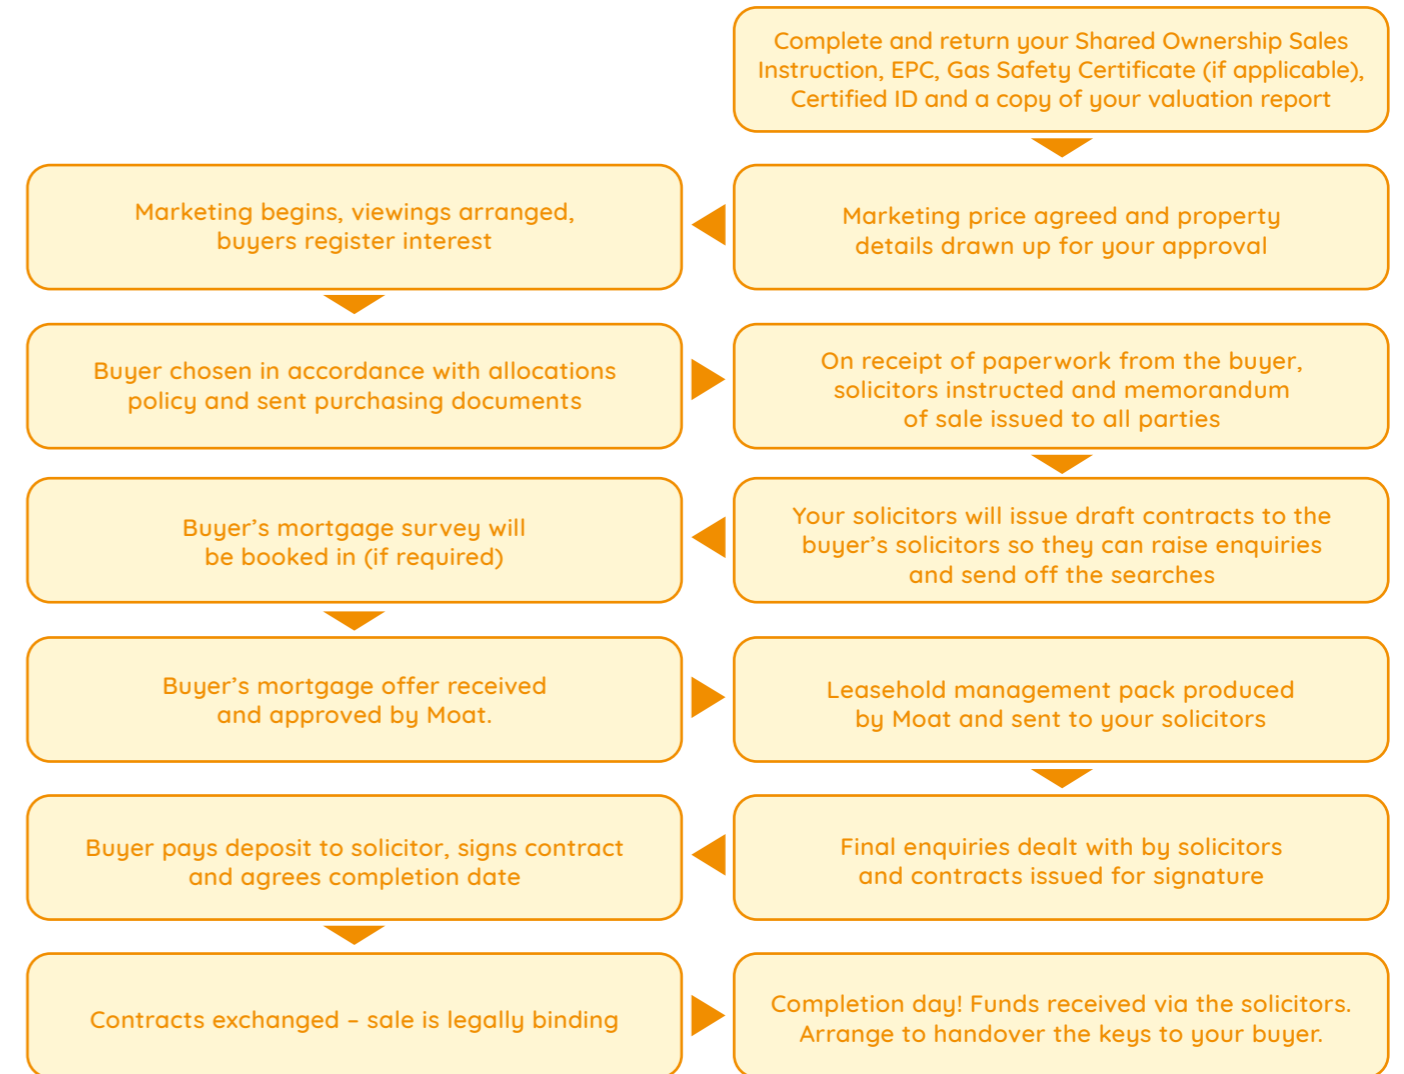 Complete and return your Shared Ownership Sales
Instruction, EPC, Gas Safety Certificate (if applicable),
Certified ID and a copy of your valuation report
Marketing price agreed and property
details drawn up for your approval
Marketing begins, viewings arranged,
buyers register interest
Buyer chosen in accordance with allocations
policy and sent purchasing documents
On receipt of paperwork from the buyer,
solicitors instructed and memorandum
of sale issued to all parties
Your solicitors will issue draft contracts to the
buyer’s solicitors so they can raise enquiries
and send off the searches
Buyer’s mortgage survey will
be booked in (if required)
Buyer’s mortgage offer received
and approved by Moat.
Leasehold management pack produced
by Moat and sent to your solicitors
Final enquiries dealt with by solicitors
and contracts issued for signature
Buyer pays deposit to solicitor, signs contract
and agrees completion date
Contracts exchanged – sale is legally binding
Completion day! Funds received via the solicitors.
Arrange to handover the keys to your buyer.